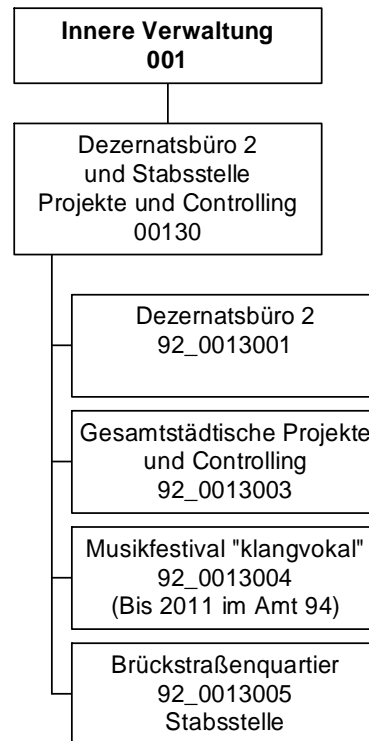 Innere Verwaltung
001
Dezernatsbüro 2
und Stabsstelle
Projekte und Controlling
00130
Dezernatsbüro 2
92_0013001
Gesamtstädtische Projekte
und Controlling
92_0013003
Musikfestival "klangvokal"
92_0013004
(Bis 2011 im Amt 94)
Brückstraßenquartier
92_0013005
Stabsstelle